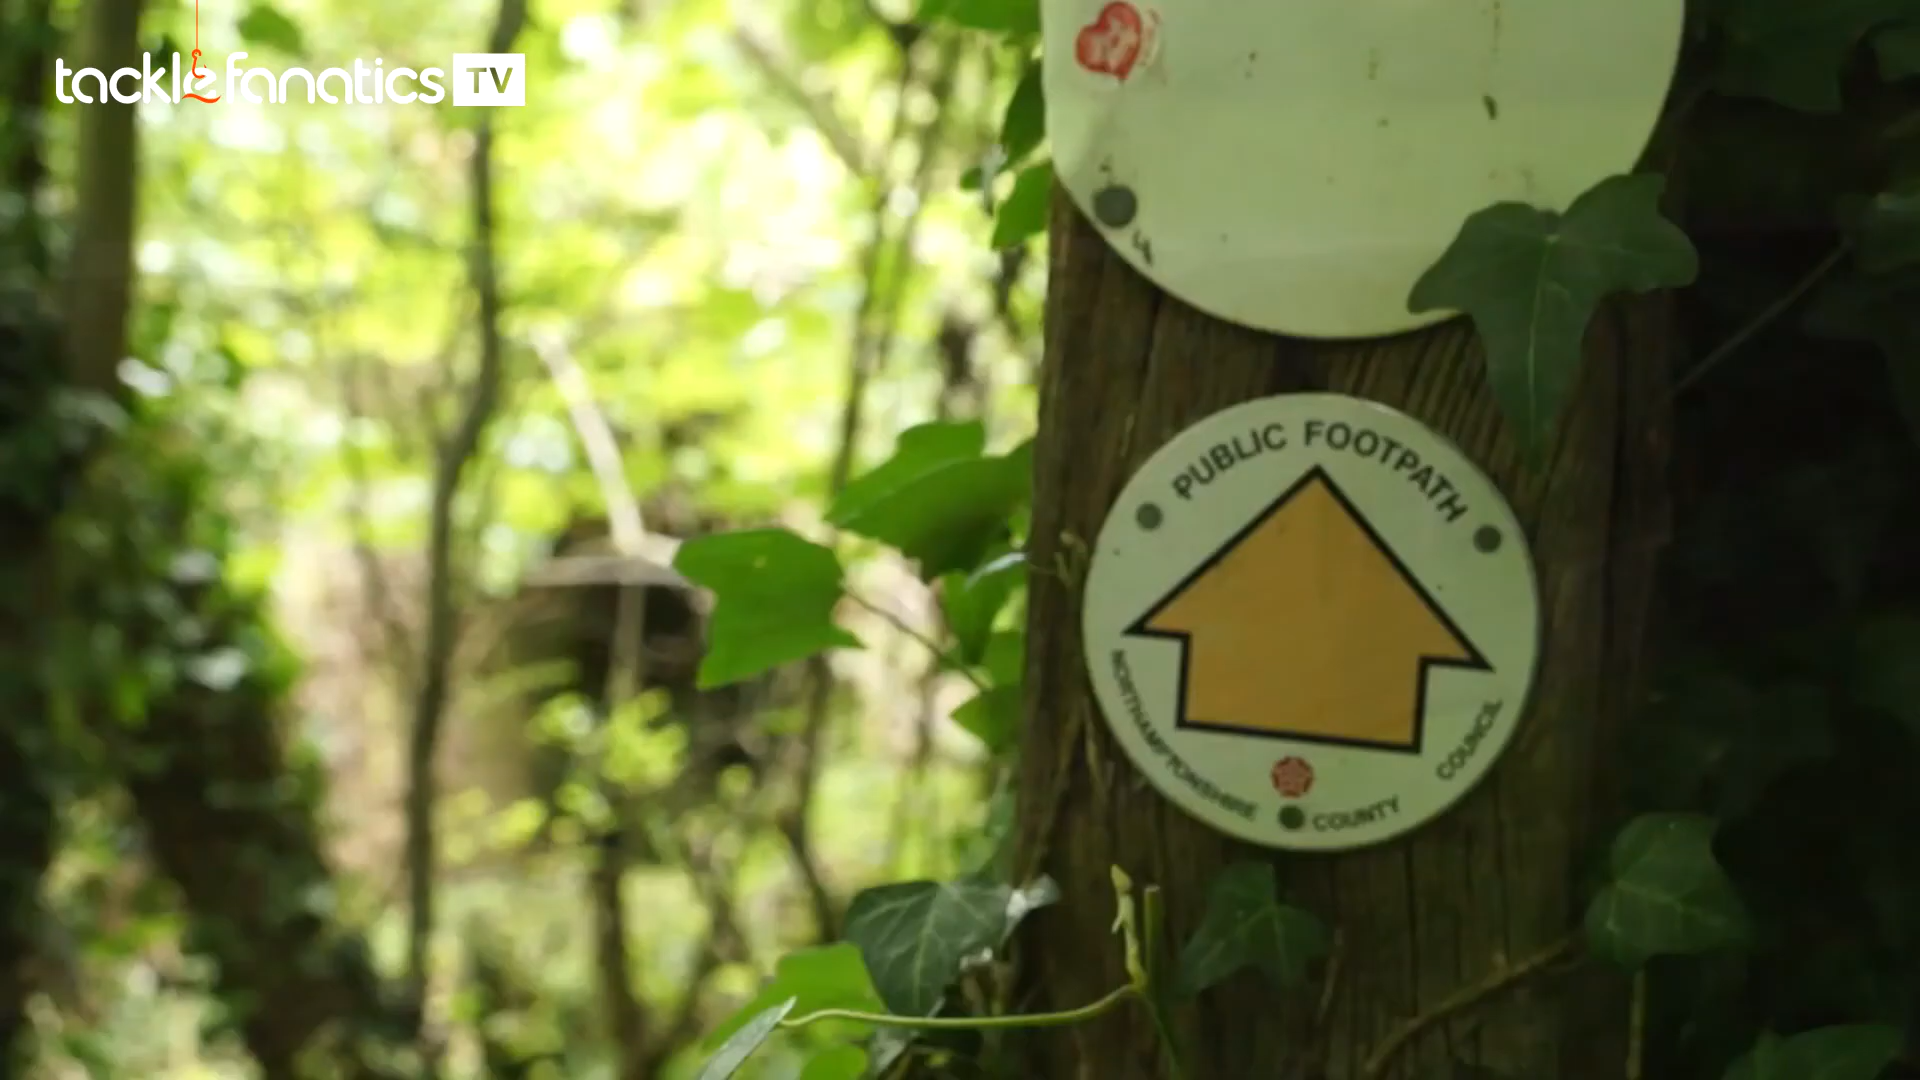 tacklefanatics TV
PUBLIC FOOTPATH
NORTHAMPTONSHIRE COUNTY COUNCIL